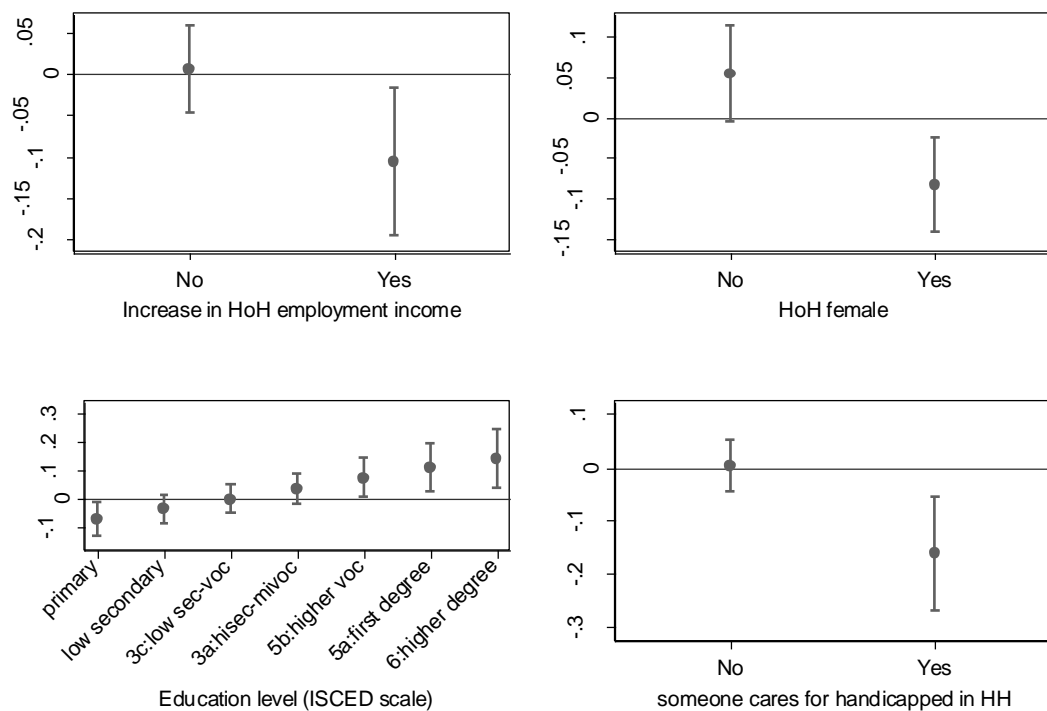 .05
0
-.05
-.1
-.15
-.2
No
Yes
Increase in HoH employment income
.1
.05
0
-.05
-.1
-.15
No
Yes
HoH female
.3
.2
.1
0
-.1
primary
low secondary
3c:low sec-voc
3a:hisec-mivoc
5b:higher voc
5a:first degree
6:higher degree
Education level (ISCED scale)
.1
0
-.1
-.2
-.3
No
Yes
someone cares for handicapped in HH